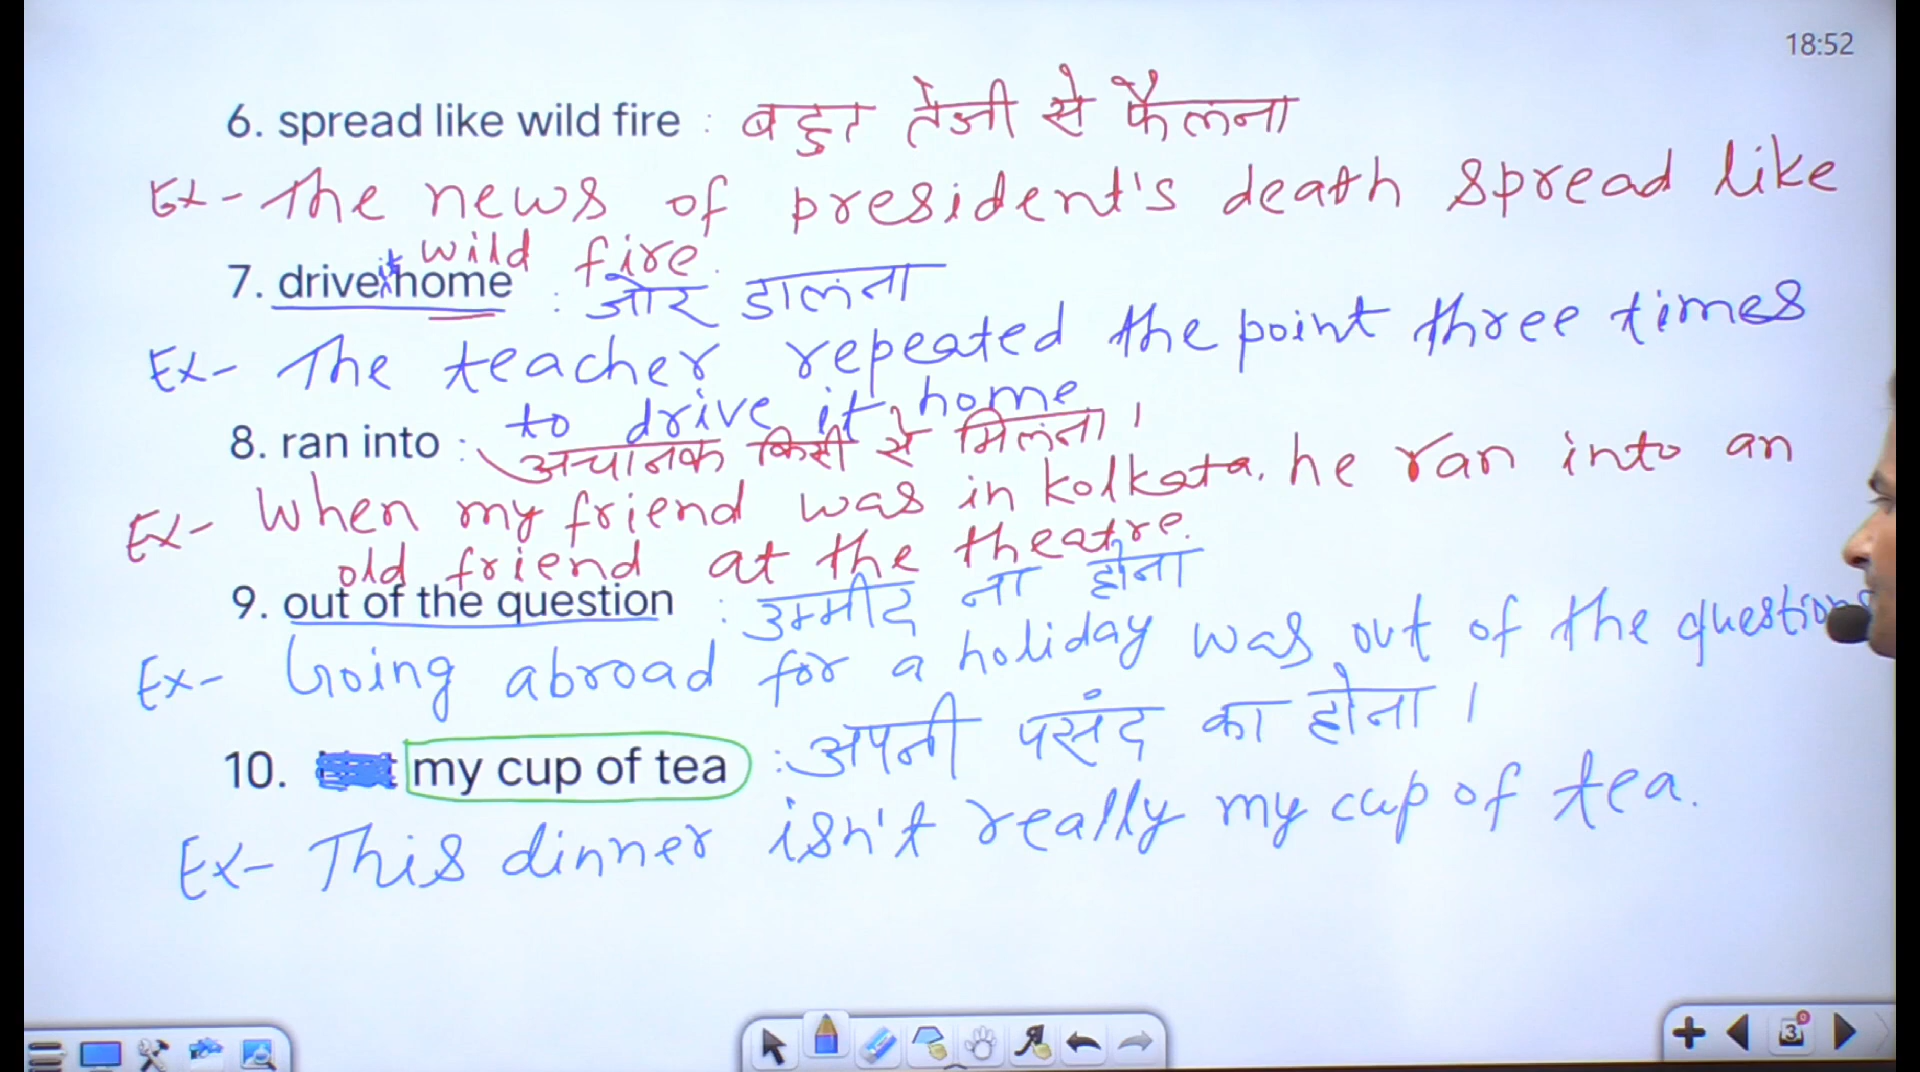 18:52
6. spread like wild fire : बहुत तेजी से फैलना
Ex - The news of president's death spread like
wild fire.
7. drive it home : जोर डालना
Ex - The teacher repeated the point three times
to drive it home
8. ran into : अचानक किसी से मिलना।
Ex - When my friend was in kolkata, he ran into an
old friend at the theatre.
9. out of the question : उम्मीद ना होना
Ex - Going abroad for a holiday was out of the question
10. my cup of tea : अपनी पसंद का होना।
Ex - This dinner isn't really my cup of tea.
3